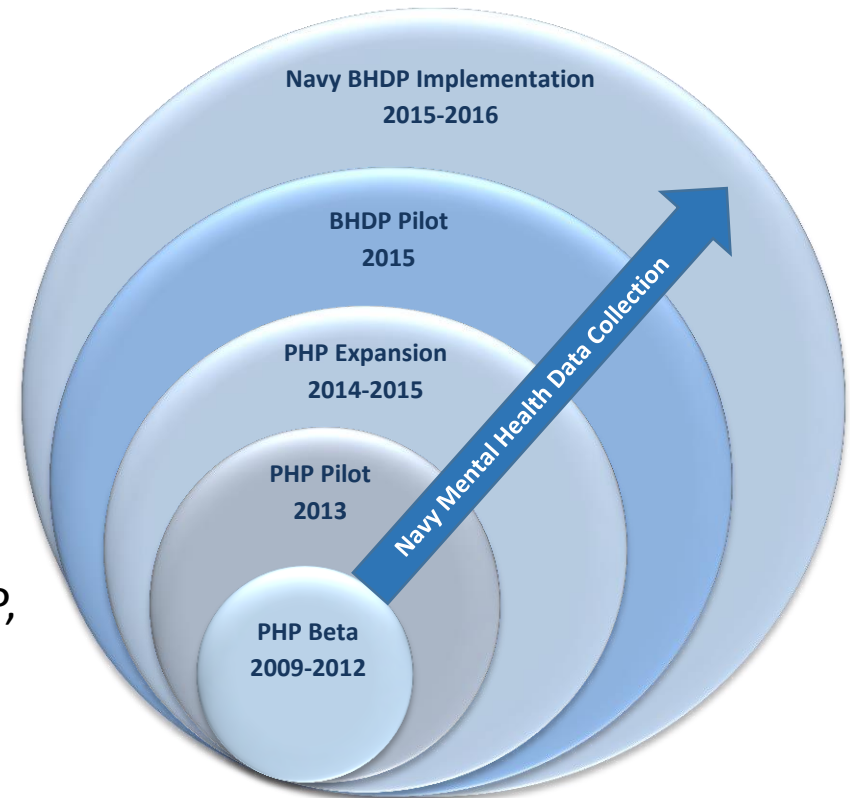 Navy BHDP Implementation
2015-2016
BHDP Pilot
2015
PHP Expansion
2014-2015
PHP Pilot
2013
PHP Beta
2009-2012
Navy Mental Health Data Collection
P,